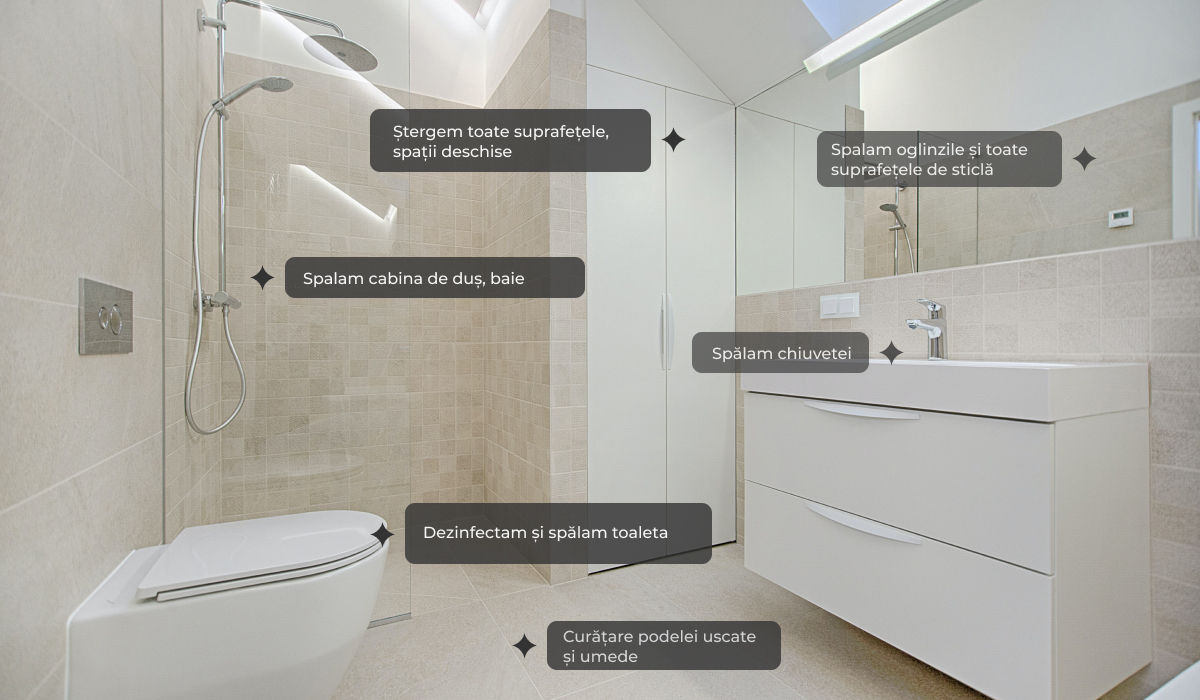 Ștergem toate suprafețele,
spații deschise
Spalam oglinzile și toate
suprafețele de sticlă
Spalam cabina de duș, baie
Spălam chiuvetei
Dezinfectam și spălam toaleta
Curățare podelei uscate
și umede